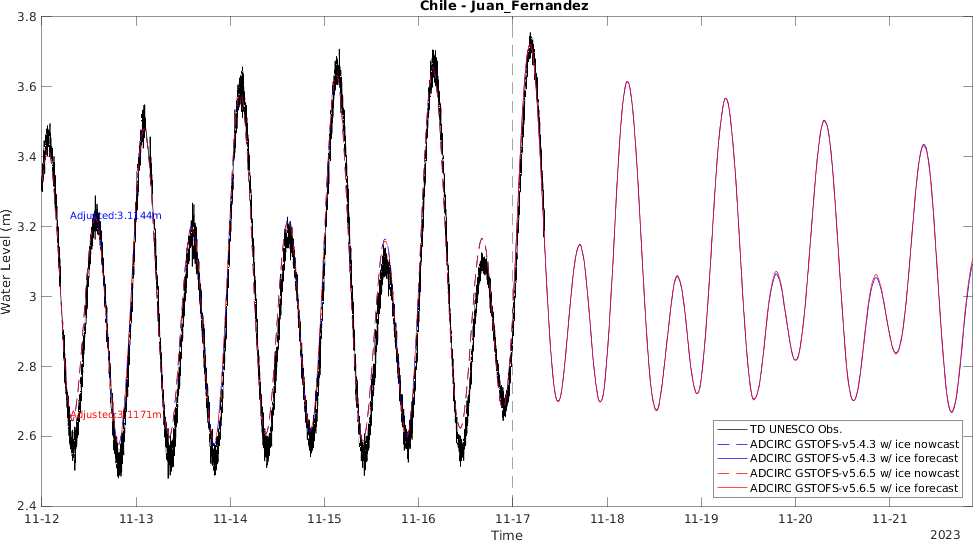 Chile - Juan_Fernandez
3.8
3.6
3.4
3.2
3
2.8
2.6
2.4
Water Level (m)
Adjusted:3.1144m
Adjusted:3.1171m
TD UNESCO Obs.
ADCIRC GSTOFS-v5.4.3 w/ ice nowcast
ADCIRC GSTOFS-v5.4.3 w/ ice forecast
ADCIRC GSTOFS-v5.6.5 w/ ice nowcast
ADCIRC GSTOFS-v5.6.5 w/ ice forecast
11-12 11-13 11-14 11-15 11-16 11-17 11-18 11-19 11-20 11-21
Time
2023